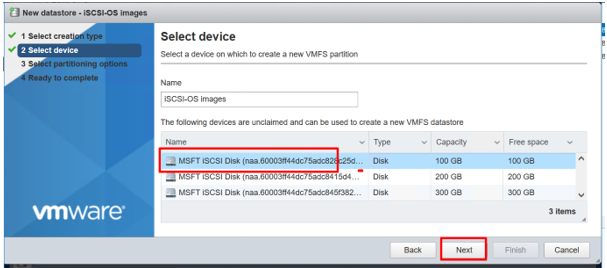 New datastore - iSCSI-OS images
1 Select creation type
2 Select device
3 Select partitioning options
4 Ready to complete
Select device
Select a device on which to create a new VMFS partition
Name
iSCSI-OS images
The following devices are unclaimed and can be used to create a new VMFS datastore
Name Type Capacity Free space
MSFT iSCSI Disk (naa.60003ff44dc75adc828c25d... Disk 100 GB 100 GB
MSFT iSCSI Disk (naa.60003ff44dc75adc8415d4... Disk 200 GB 200 GB
MSFT iSCSI Disk (naa.60003ff44dc75adc845f382... Disk 300 GB 300 GB
3 items
vmware
Back Next Finish Cancel